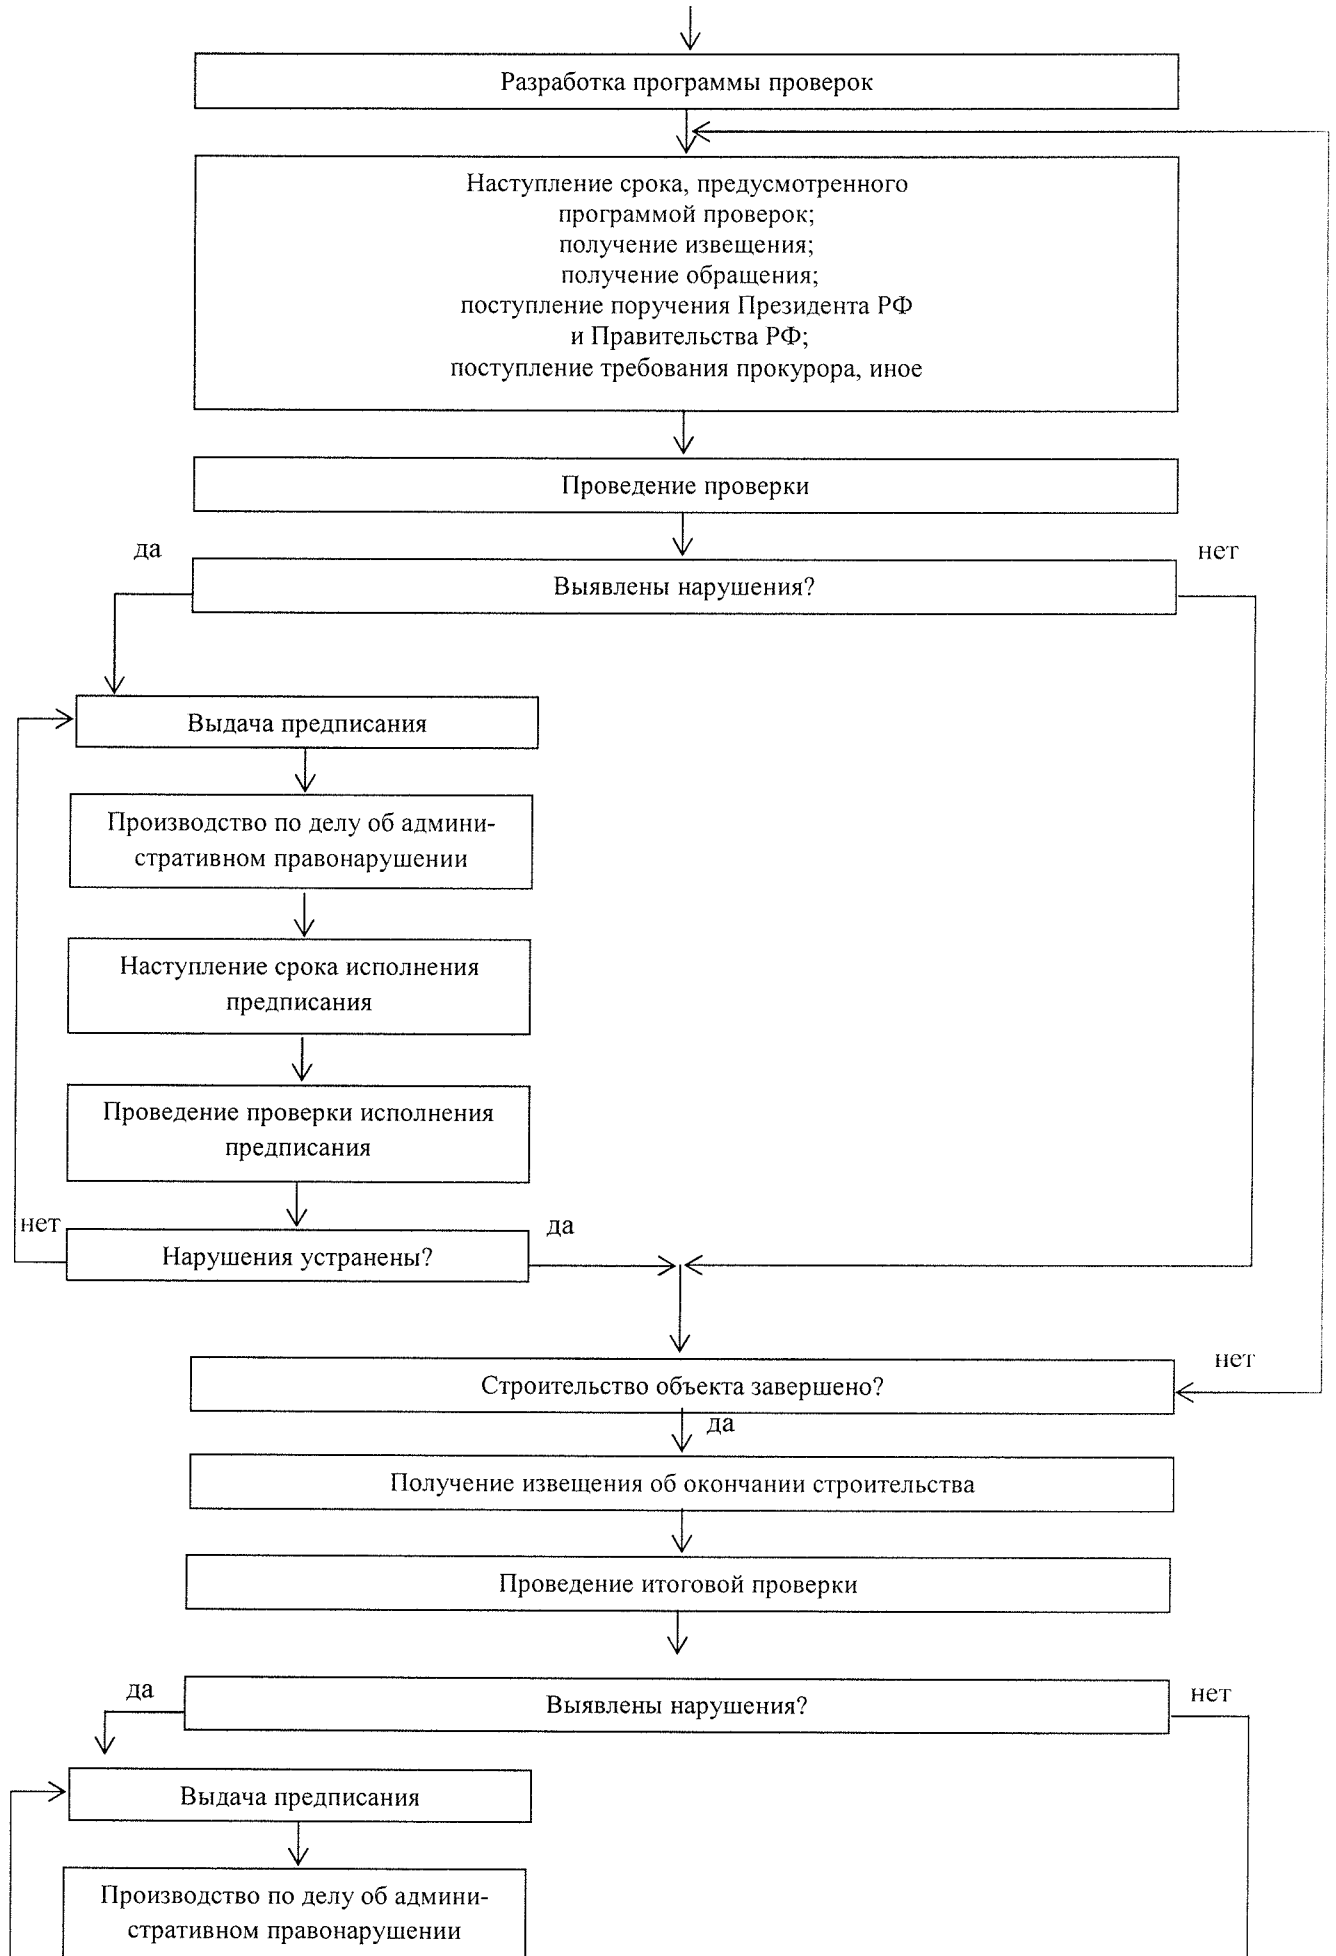 Разработка программы проверок
Наступление срока, предусмотренного
программой проверок;
получение извещения;
получение обращения;
поступление поручения Президента РФ
и Правительства РФ;
поступление требования прокурора, иное
Проведение проверки
да
нет
Выявлены нарушения?
Выдача предписания
Производство по делу об админи-
стративном правонарушении
Наступление срока исполнения
предписания
Проведение проверки исполнения
предписания
нет
да
Нарушения устранены?
нет
Строительство объекта завершено?
да
Получение извещения об окончании строительства
Проведение итоговой проверки
да
нет
Выявлены нарушения?
Выдача предписания
Производство по делу об админи-
стративном правонарушении